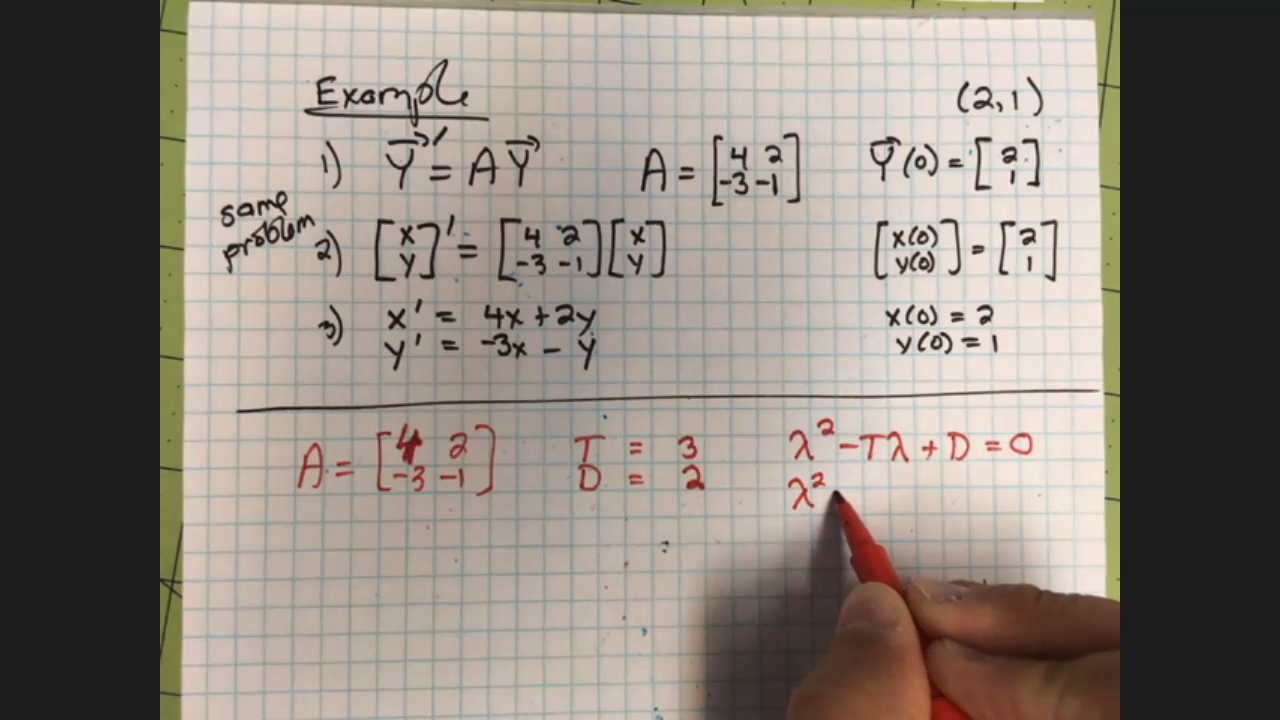 Example
(2,1)
1) Y⃗' = A Y⃗ A = [4 2; -3 -1] Y⃗(0) = [2; 1]
same problem
2) [x; y]' = [4 2; -3 -1] [x; y] [x(0); y(0)] = [2; 1]
3) x' = 4x + 2y x(0) = 2
y' = -3x - y y(0) = 1
A = [4 2; -3 -1] T = 3 λ² - Tλ + D = 0
D = 2 λ²